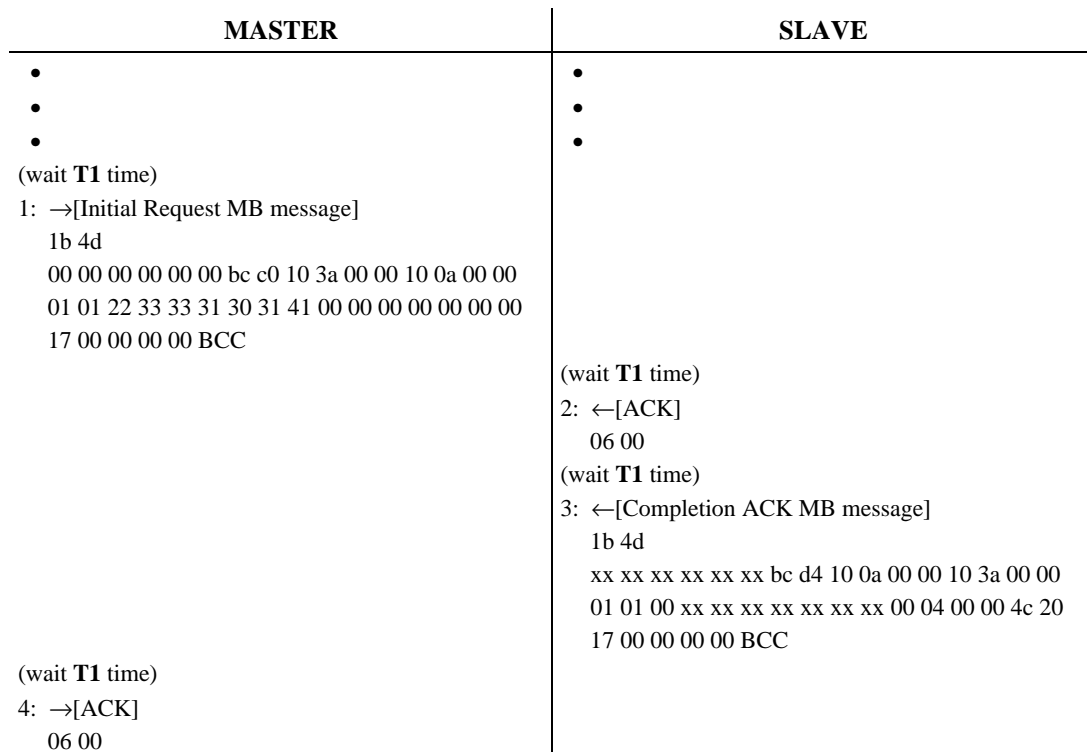 MASTER SLAVE
• •
• •
• •
(wait T1 time)
1: →[Initial Request MB message]
1b 4d
00 00 00 00 00 00 bc c0 10 3a 00 00 10 0a 00 00
01 01 22 33 33 31 30 31 41 00 00 00 00 00 00 00
17 00 00 00 00 BCC
(wait T1 time)
2: ←[ACK]
06 00
(wait T1 time)
3: ←[Completion ACK MB message]
1b 4d
xx xx xx xx xx xx bc d4 10 0a 00 00 10 3a 00 00
01 01 00 xx xx xx xx xx xx xx 00 04 00 00 4c 20
17 00 00 00 00 BCC
(wait T1 time)
4: →[ACK]
06 00